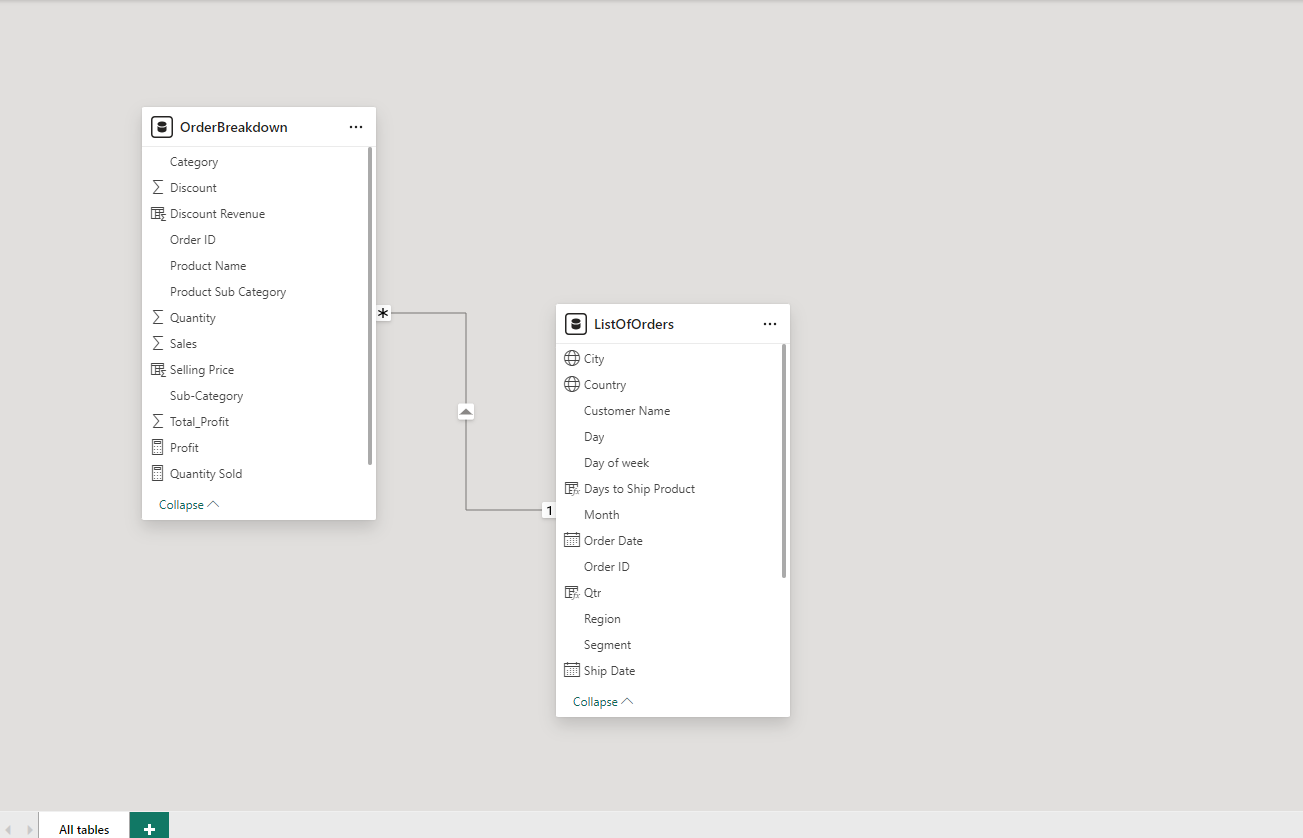 OrderBreakdown
Category
Discount
Discount Revenue
Order ID
Product Name
Product Sub Category
Quantity
Sales
Selling Price
Sub-Category
Total_Profit
Profit
Quantity Sold
Collapse
*
1
ListOfOrders
City
Country
Customer Name
Day
Day of week
Days to Ship Product
Month
Order Date
Order ID
Qtr
Region
Segment
Ship Date
Collapse
All tables